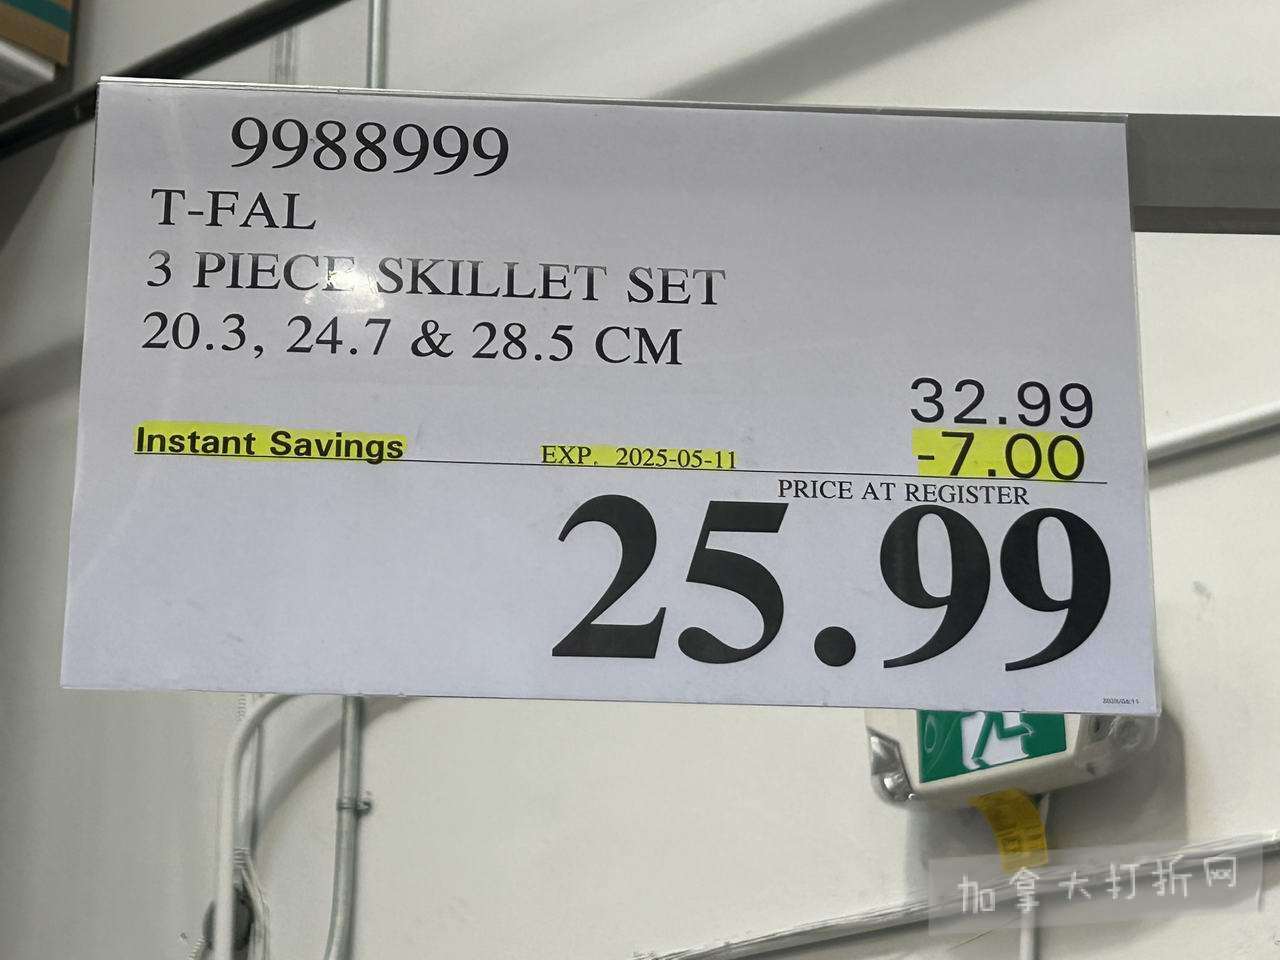 9988999
T-FAL
3 PIECE SKILLET SET
20.3, 24.7 & 28.5 CM
32.99
Instant Savings EXP. 2025-05-11 -7.00
PRICE AT REGISTER
25.99
加拿大打折网